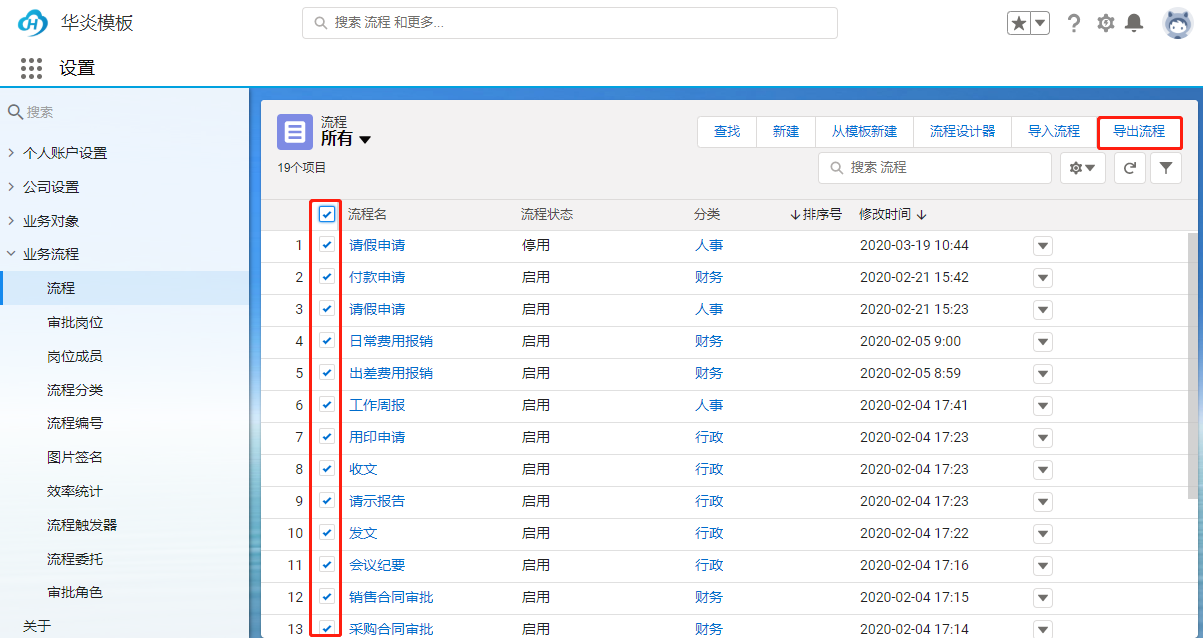 华炎模板
搜索 流程 和更多...
设置
搜索
个人账户设置
公司设置
业务对象
业务流程
流程
审批岗位
岗位成员
流程分类
流程编号
图片签名
效率统计
流程触发器
流程委托
审批角色
关于
流程
所有
19个项目
查找 新建 从模板新建 流程设计器 导入流程 导出流程
搜索 流程
流程名 流程状态 分类 排序号 修改时间
1 请假申请 停用 人事 2020-03-19 10:44
2 付款申请 启用 财务 2020-02-21 15:42
3 请假申请 启用 人事 2020-02-21 15:23
4 日常费用报销 启用 财务 2020-02-05 9:00
5 出差费用报销 启用 财务 2020-02-05 8:59
6 工作周报 启用 人事 2020-02-04 17:41
7 用印申请 启用 行政 2020-02-04 17:23
8 收文 启用 行政 2020-02-04 17:23
9 请示报告 启用 行政 2020-02-04 17:23
10 发文 启用 行政 2020-02-04 17:22
11 会议纪要 启用 行政 2020-02-04 17:16
12 销售合同审批 启用 财务 2020-02-04 17:15
13 采购合同审批 启用 财务 2020-02-04 17:14